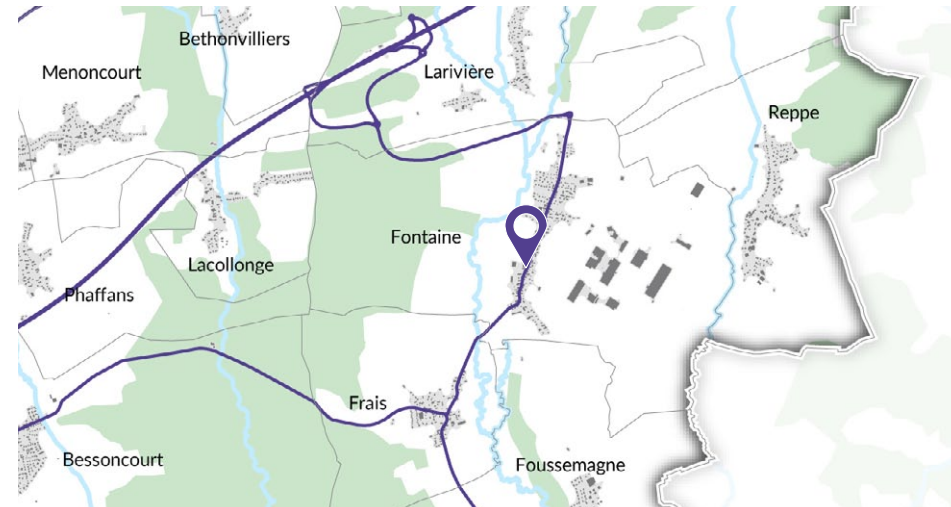 Bethonvilliers
Menoncourt
Larivière
Reppe
Fontaine
Lacollonge
Phaffans
Frais
Bessoncourt
Foussemagne